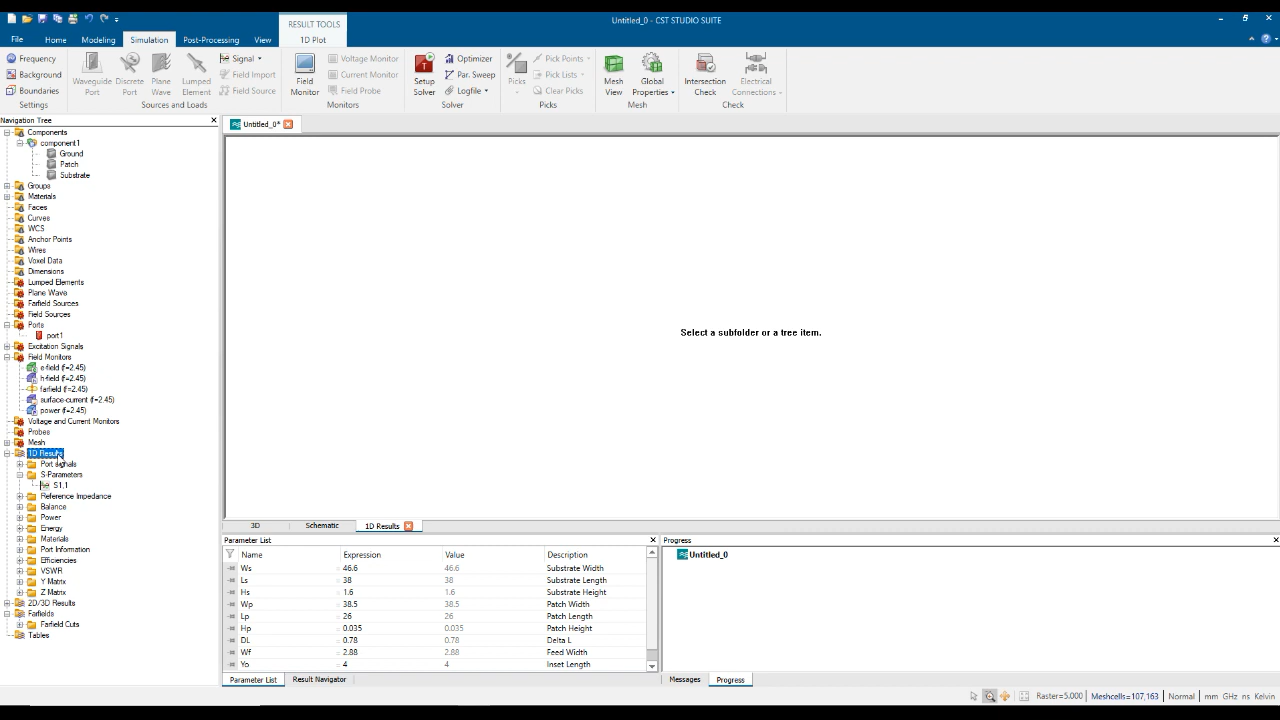 RESULT TOOLS
Untitled_0 - CST STUDIO SUITE
File Home Modeling Simulation Post-Processing View 1D Plot
Frequency
Background
Boundaries
Settings
Waveguide Port
Discrete Port
Plane Wave
Lumped Element
Signal
Field Import
Field Source
Sources and Loads
Field Monitor
Voltage Monitor
Current Monitor
Field Probe
Monitors
Setup Solver
Optimizer
Par. Sweep
Logfile
Solver
Picks
Pick Points
Pick Lists
Clear Picks
Picks
Mesh View
Global Properties
Mesh
Intersection Check
Electrical Connections
Check
Navigation Tree
Components
component1
Ground
Patch
Substrate
Groups
Materials
Faces
Curves
WCS
Anchor Points
Wires
Voxel Data
Dimensions
Lumped Elements
Plane Wave
Farfield Sources
Field Sources
Ports
port1
Excitation Signals
Field Monitors
e-field (f=2.45)
h-field (f=2.45)
farfield (f=2.45)
surface-current (f=2.45)
power (f=2.45)
Voltage and Current Monitors
Probes
Mesh
1D Results
Port signals
S-Parameters
S1,1
Reference Impedance
Balance
Power
Energy
Materials
Port Information
Efficiencies
VSWR
Y Matrix
Z Matrix
2D/3D Results
Farfields
Farfield Cuts
Tables
Untitled_0*
Select a subfolder or a tree item.
3D Schematic 1D Results
Parameter List
Name Expression Value Description
Ws = 46.6 46.6 Substrate Width
Ls = 38 38 Substrate Length
Hs = 1.6 1.6 Substrate Height
Wp = 38.5 38.5 Patch Width
Lp = 26 26 Patch Length
Hp = 0.035 0.035 Patch Height
DL = 0.78 0.78 Delta L
Wf = 2.88 2.88 Feed Width
Yo = 4 4 Inset Length
Parameter List Result Navigator
Progress
Untitled_0
Messages Progress
Raster=5.000 Meshcells=107,163 Normal mm GHz ns Kelvin